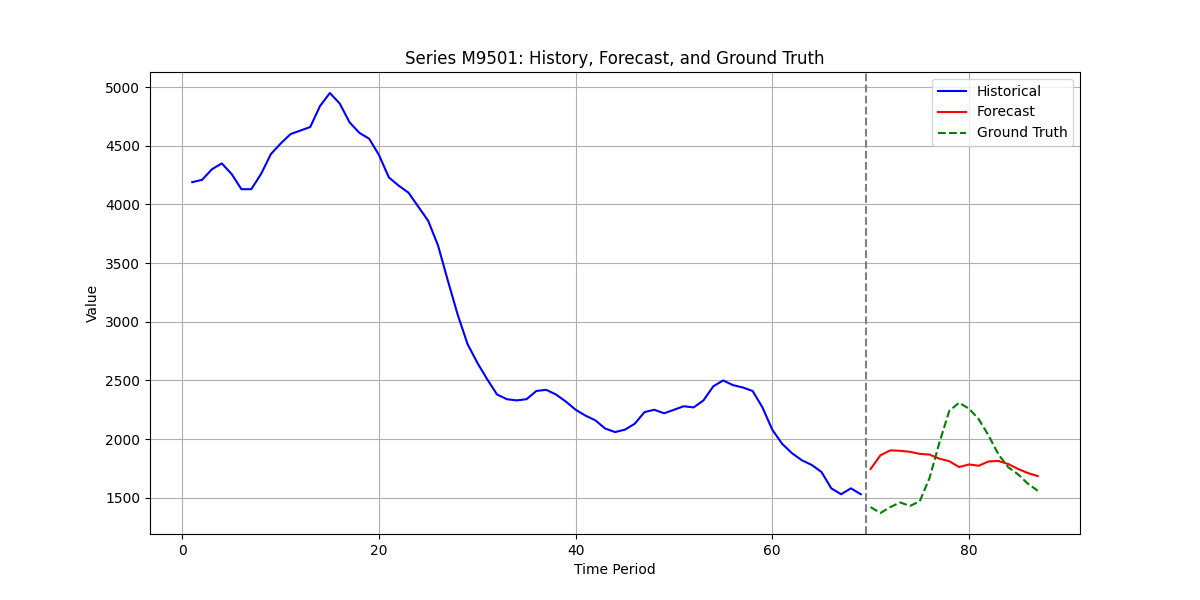 Series M9501: History, Forecast, and Ground Truth
Historical
Forecast
Ground Truth
5000
4500
4000
3500
3000
2500
2000
1500
Value
0 20 40 60 80
Time Period